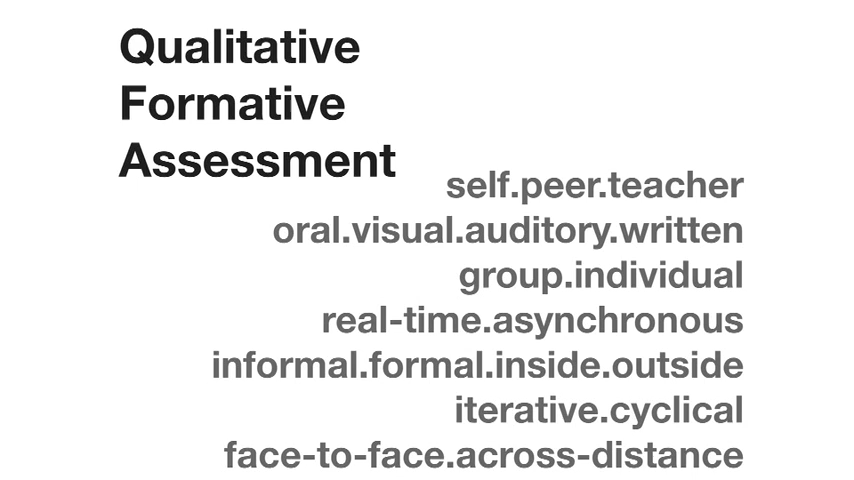 Qualitative
Formative
Assessment
self.peer.teacher
oral.visual.auditory.written
group.individual
real-time.asynchronous
informal.formal.inside.outside
iterative.cyclical
face-to-face.across-distance